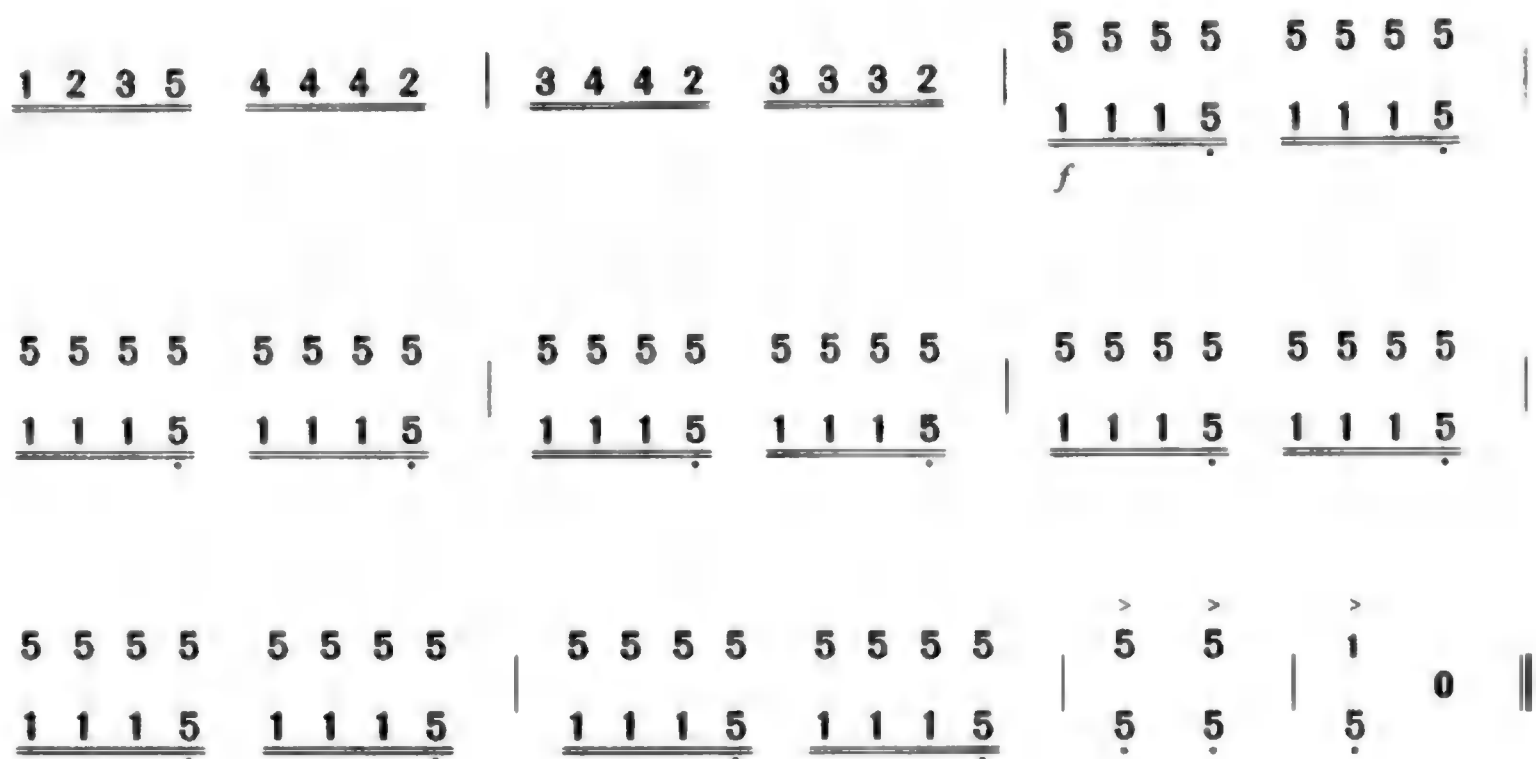 5 5 5 5 5 5 5 5
1 2 3 5 4 4 4 2 | 3 4 4 2 3 3 3 2 |
1 1 1 5 1 1 1 5
f
5 5 5 5 5 5 5 5 | 5 5 5 5 5 5 5 5 | 5 5 5 5 5 5 5 5 |
1 1 1 5 1 1 1 5 1 1 1 5 1 1 1 5 1 1 1 5 1 1 1 5
> > >
5 5 5 5 5 5 5 5 | 5 5 5 5 5 5 5 5 | 5 5 | 1
0
1 1 1 5 1 1 1 5 1 1 1 5 1 1 1 5 5 5 5